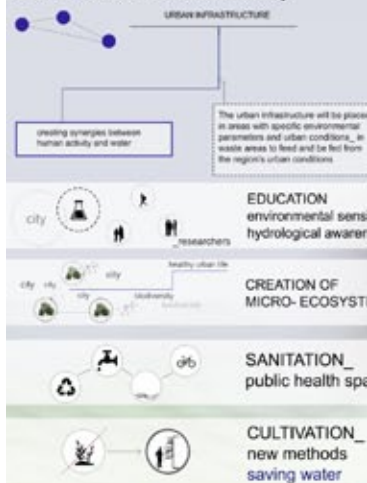 URBAN INFRASTRUCTURE
creating synergies between
human activity and water
The urban infrastructure will be placed
in areas with specific environmental
parameters and urban conditions_ in
waste areas to feed and be fed from
the region's urban conditions
EDUCATION
environmental sensi
hydrological awaren
city
_researchers
healthy urban life
city
city
city
city
biodiversity
CREATION OF
MICRO- ECOSYSTE
SANITATION_
public health spa
CULTIVATION_
new methods
saving water